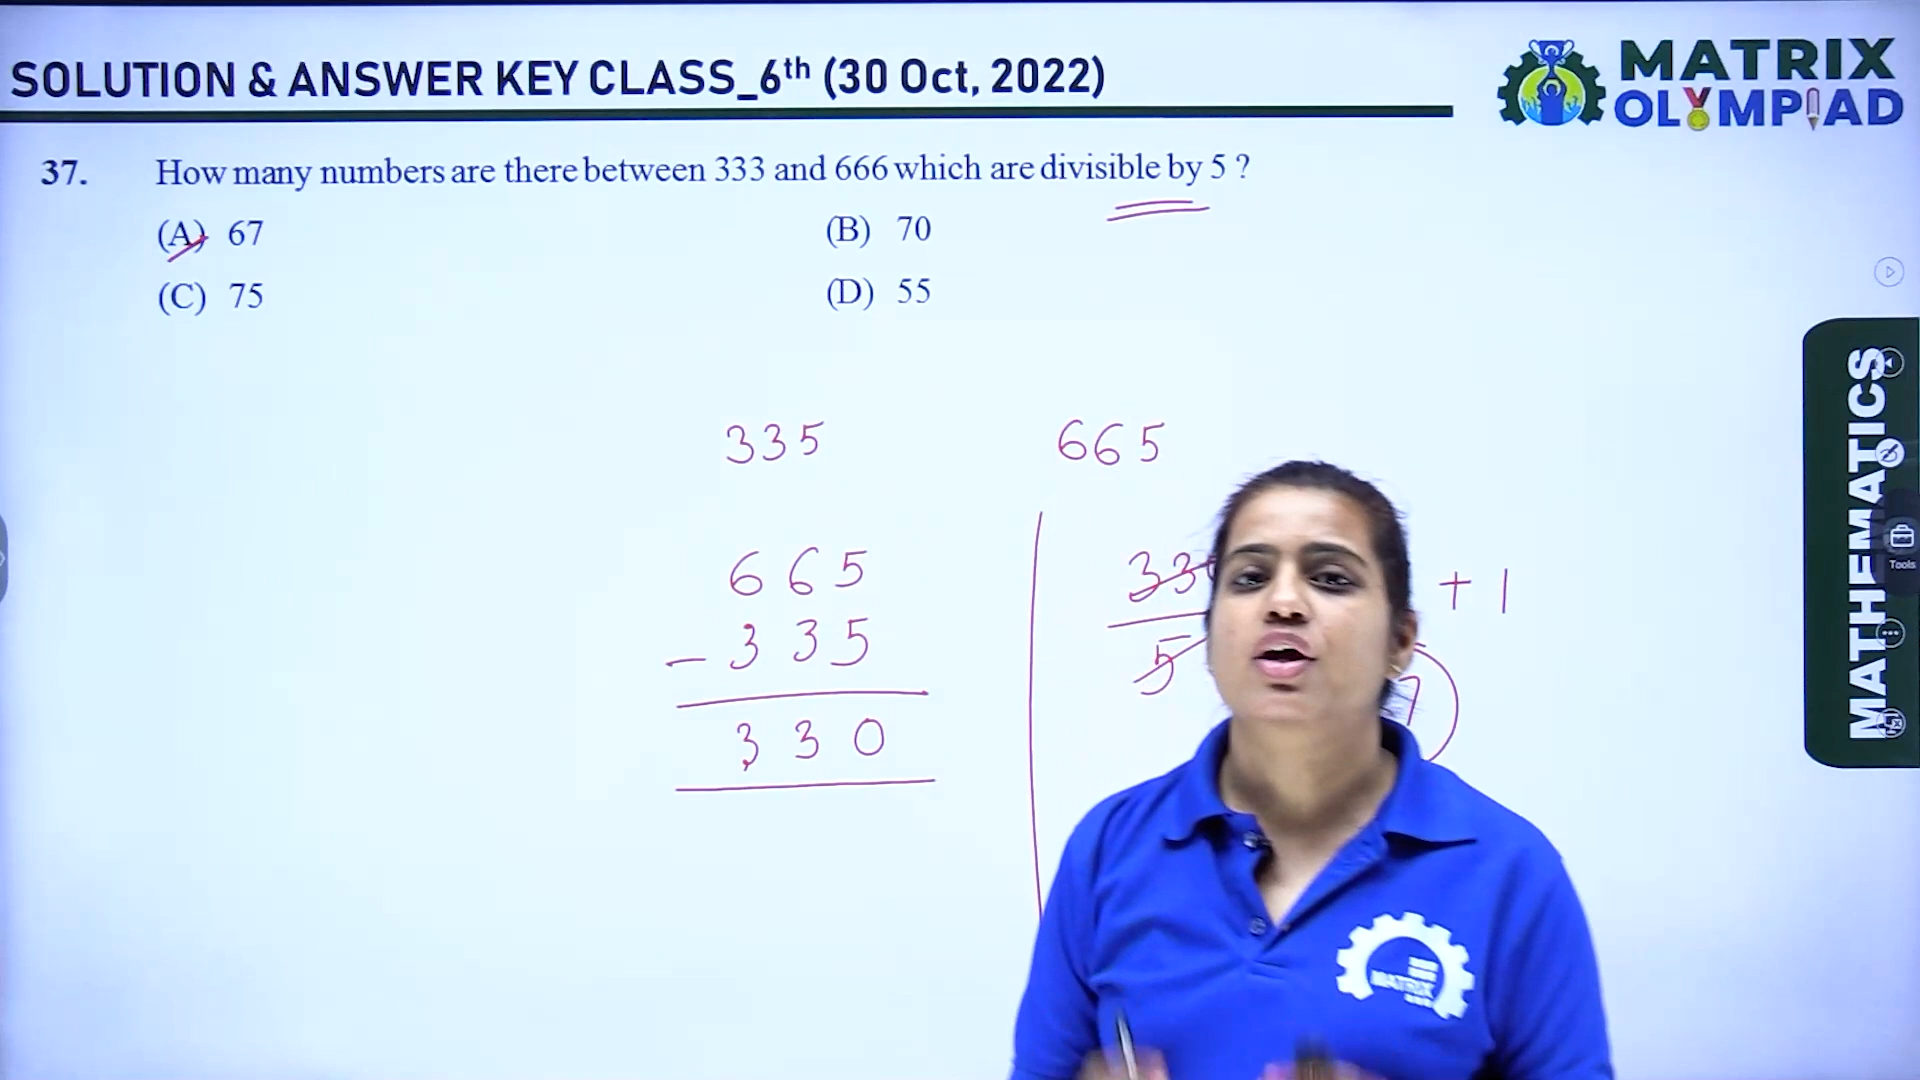 SOLUTION & ANSWER KEY CLASS_6th (30 Oct, 2022)
MATRIX
OLYMPIAD
37. How many numbers are there between 333 and 666 which are divisible by 5 ?
(A) 67 (B) 70
(C) 75 (D) 55
MATHEMATICS
Tools
335 665
665
- 335
330
33
5
+ 1
7
MATRIX